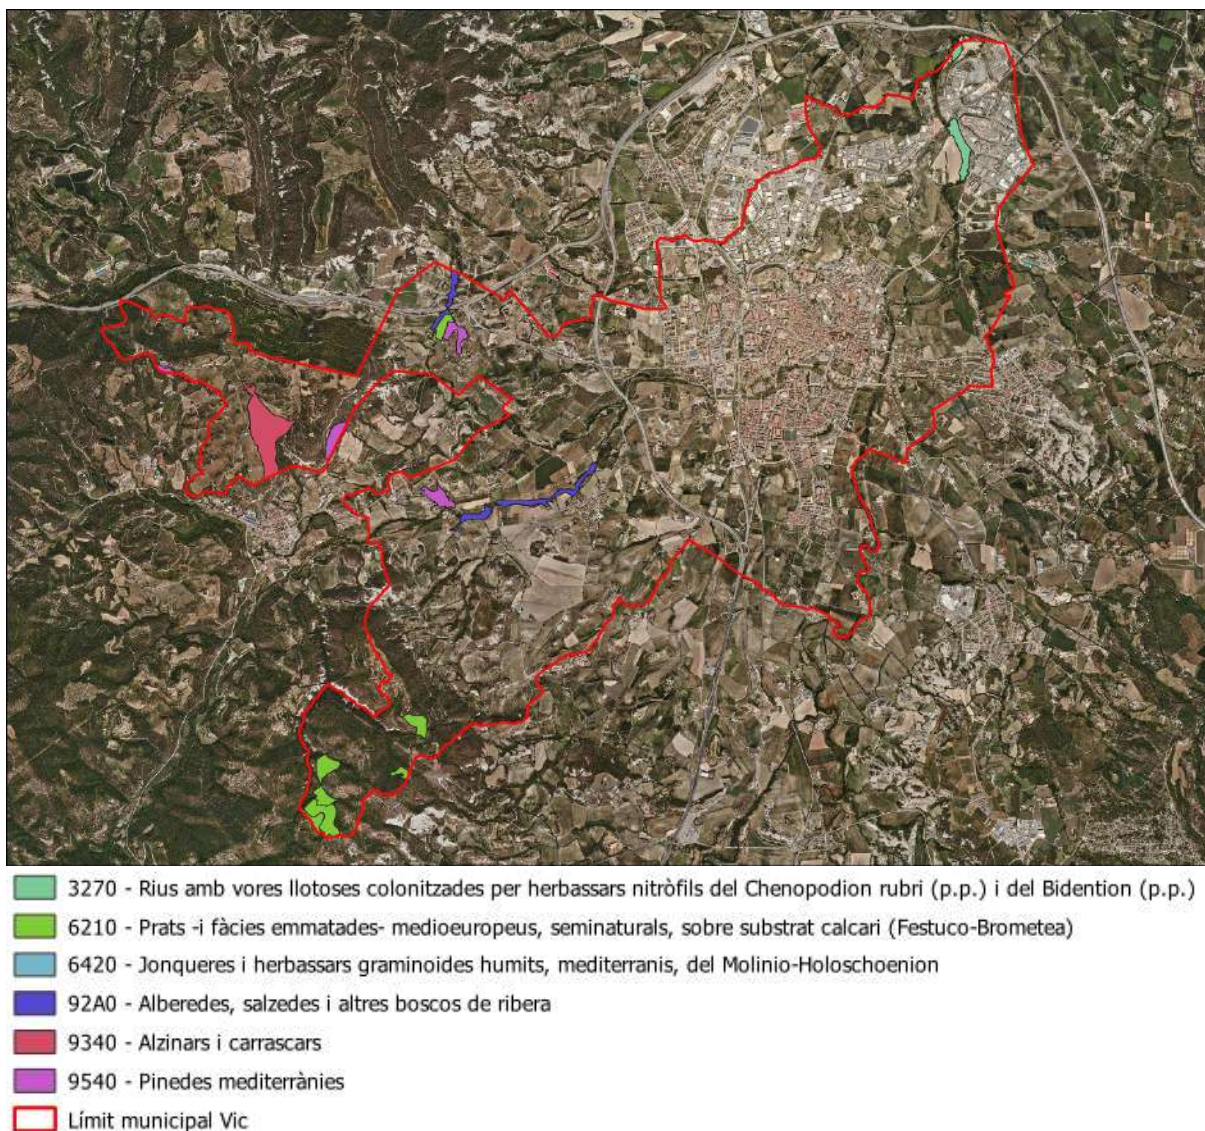 3270 - Rius amb vores llotoses colonitzades per herbassars nitròfils del Chenopodion rubri (p.p.) i del Bidention (p.p.)
6210 - Prats -i fàcies emmatades- medioeuropeus, seminaturals, sobre substrat calcari (Festuco-Brometea)
6420 - Jonqueres i herbassars graminoides humits, mediterranis, del Molinio-Holoschoenion
92A0 - Alberedes, salzedes i altres boscos de ribera
9340 - Alzinars i carrascars
9540 - Pinedes mediterrànies
Límit municipal Vic